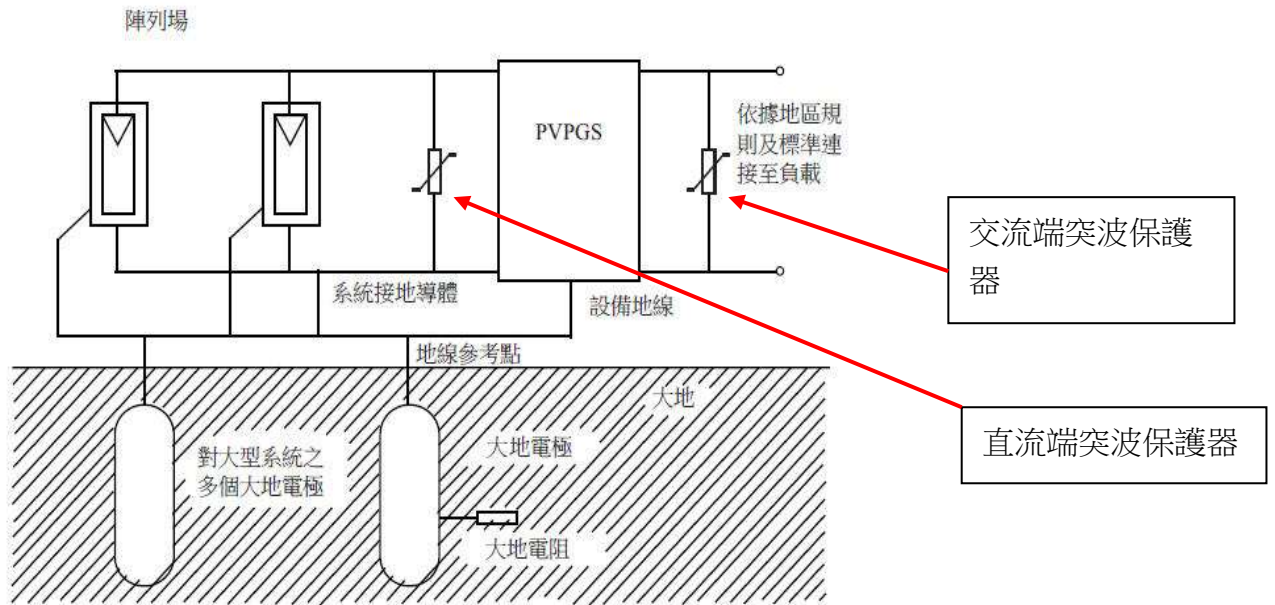 陣列場
PVPGS
依據地區規
則及標準連
接至負載
交流端突波保護
器
系統接地導體
設備地線
地線參考點
大地
直流端突波保護器
對大型系統之
多個大地電極
大地電極
大地電阻